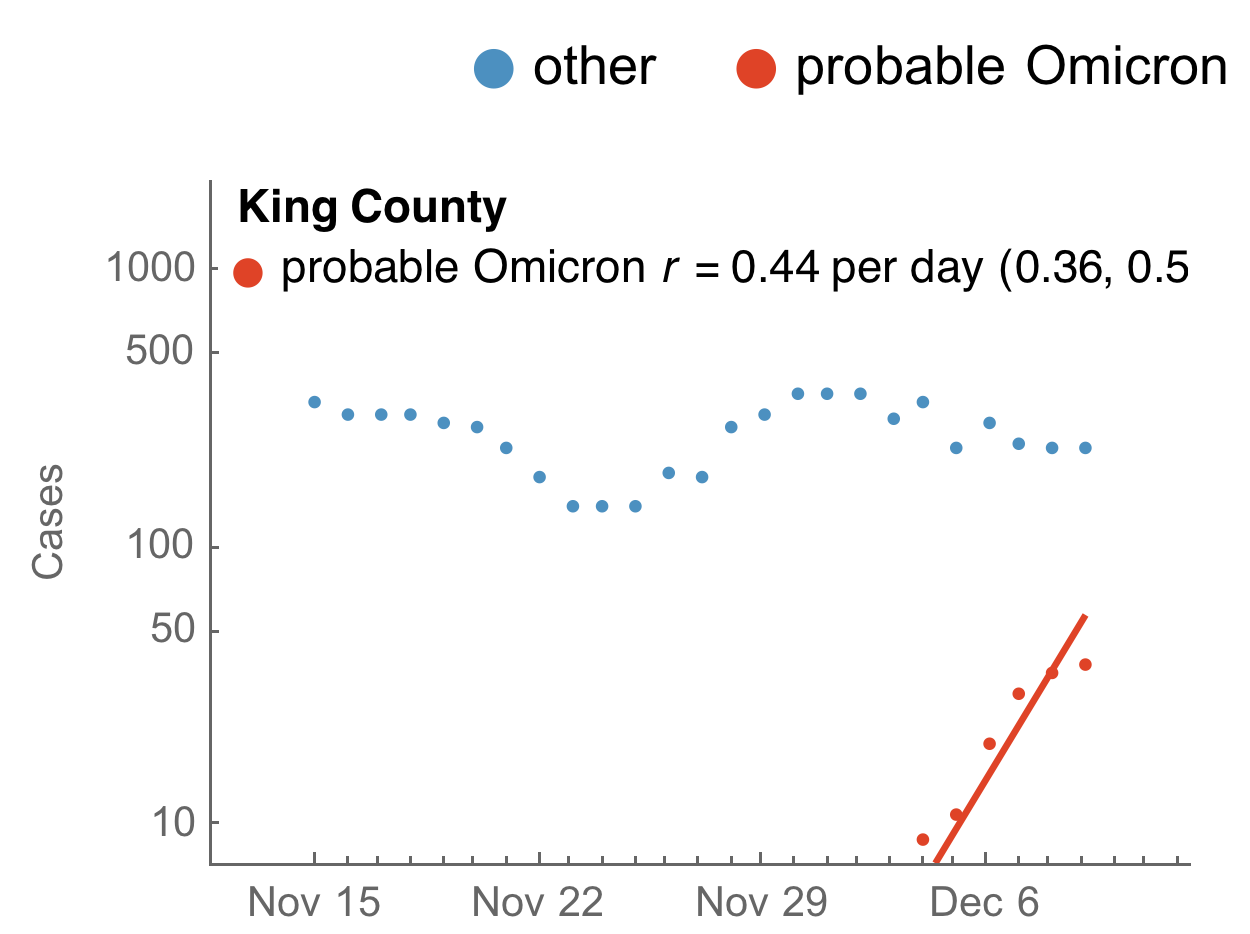 other probable Omicron
King County
probable Omicron r = 0.44 per day (0.36, 0.5
1000
500
100
50
10
Cases
Nov 15 Nov 22 Nov 29 Dec 6